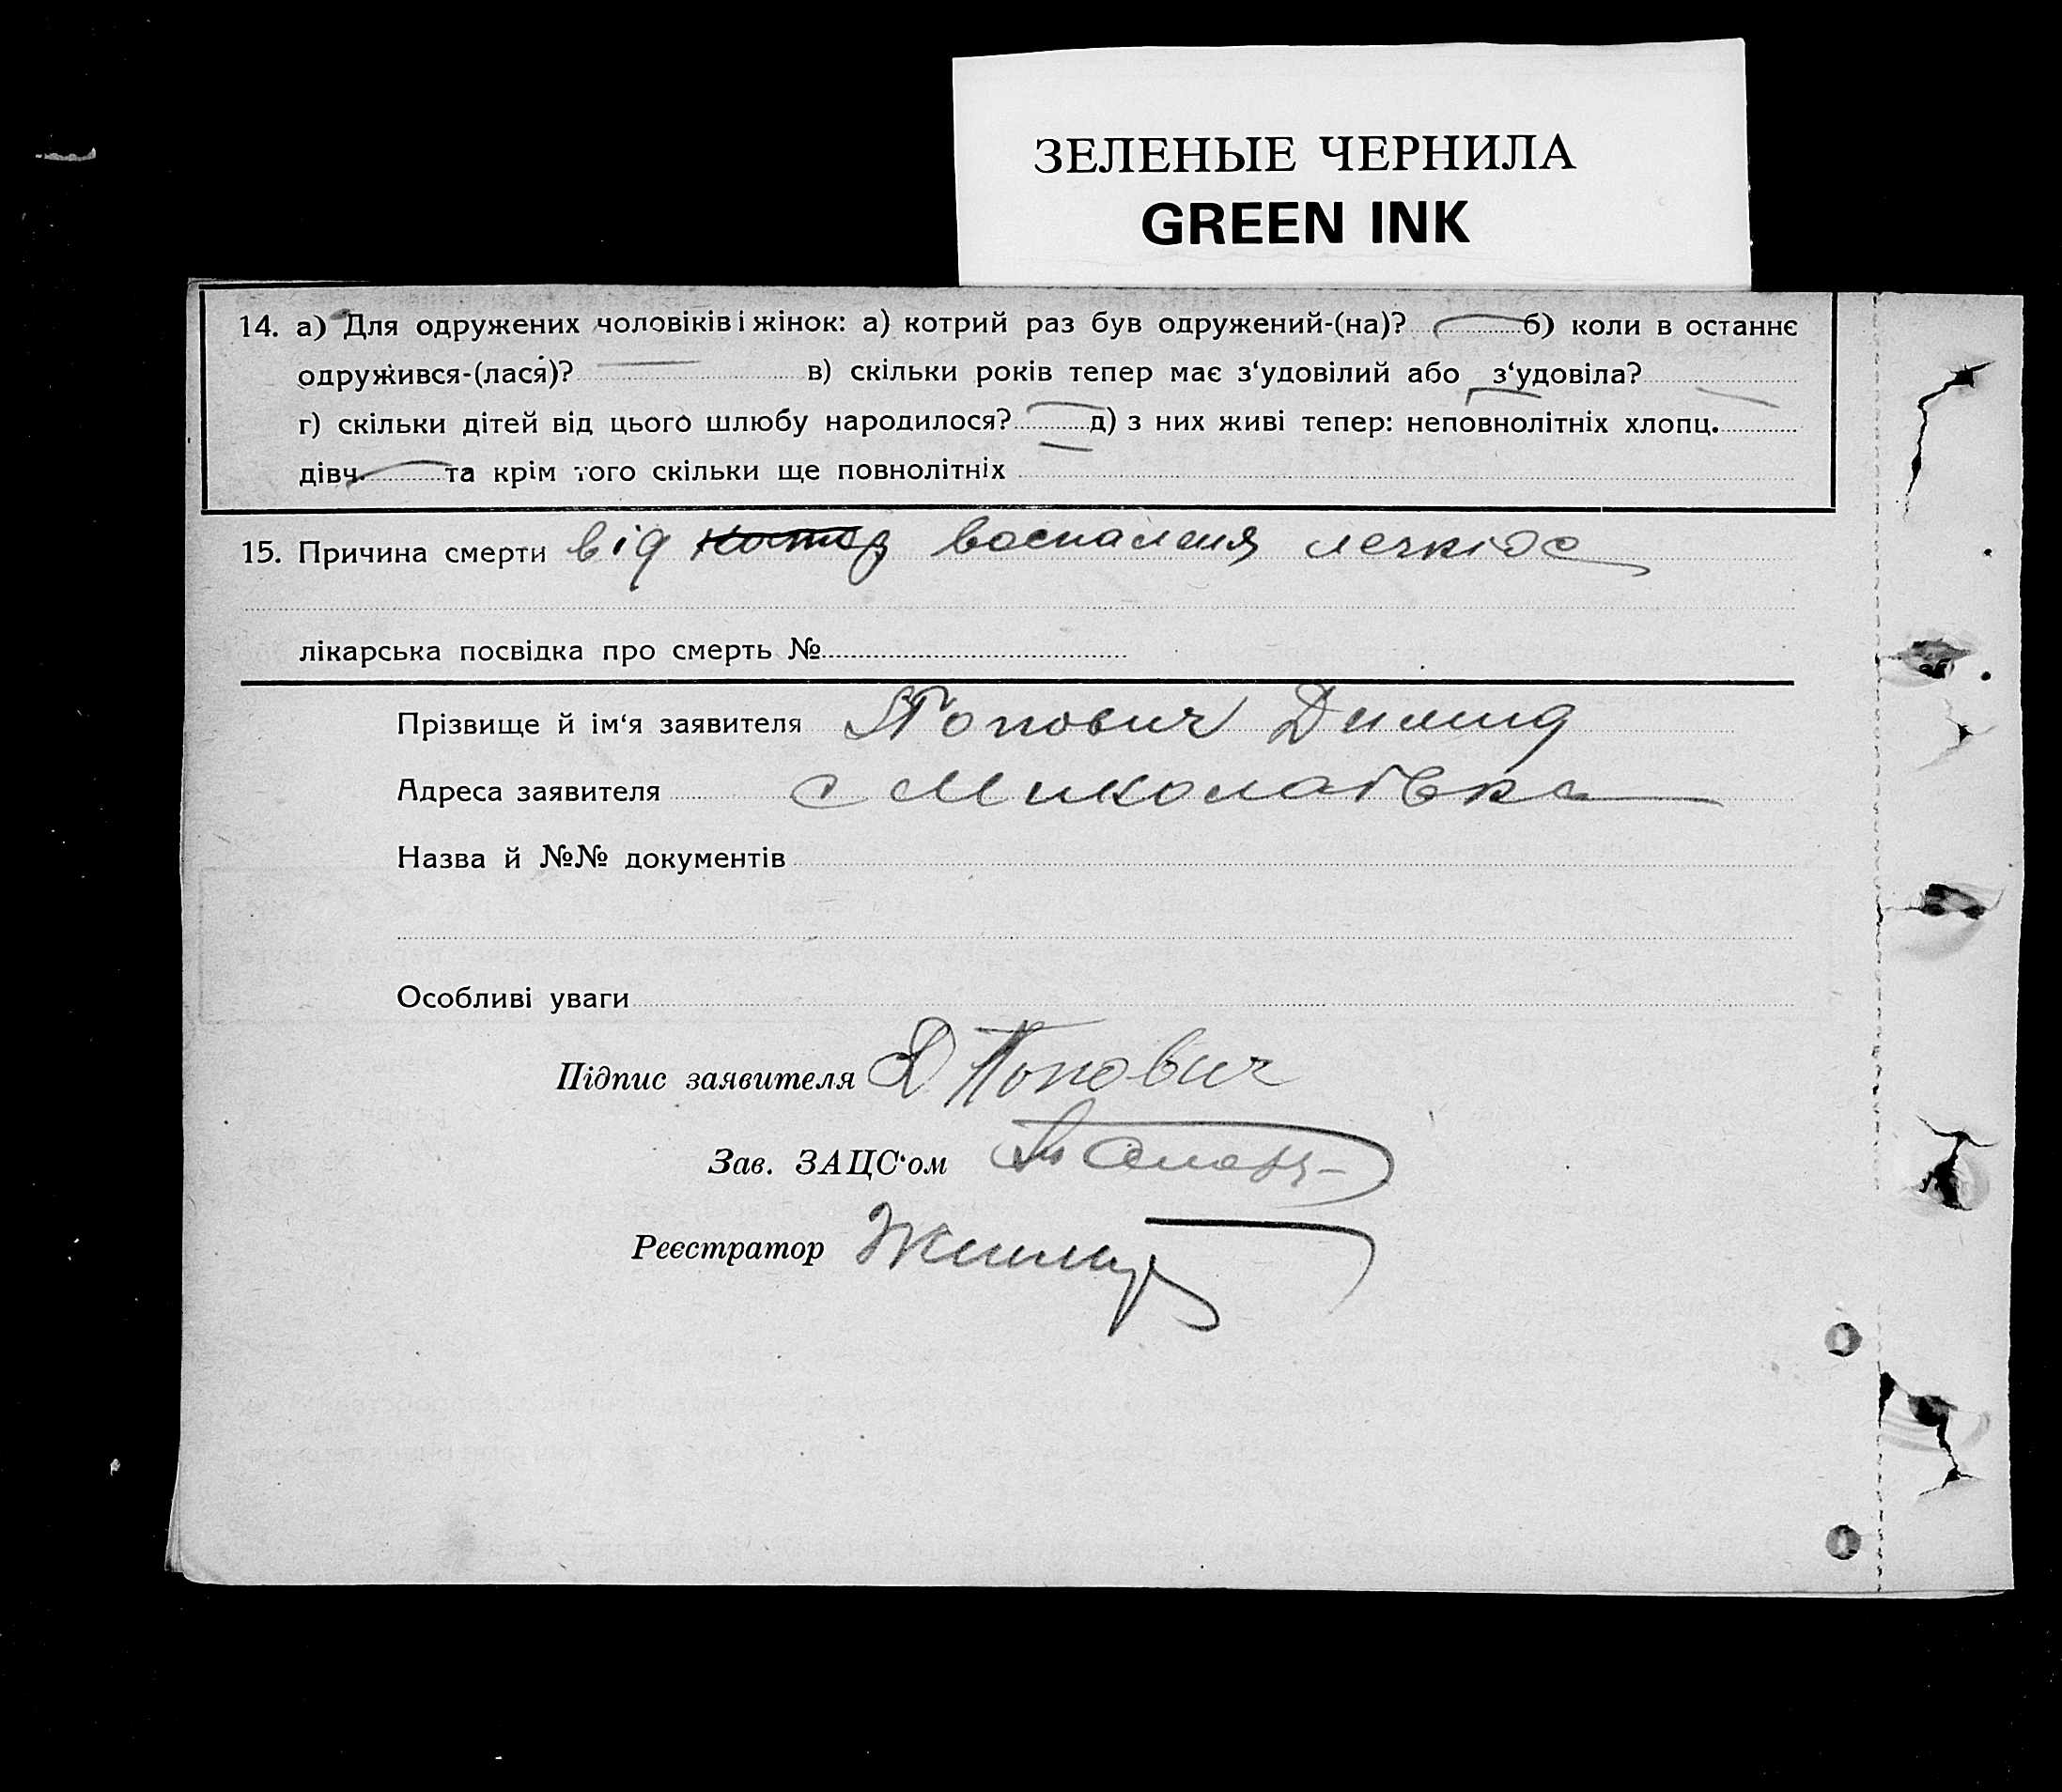 ЗЕЛЕНЫЕ ЧЕРНИЛА
GREEN INK
14. а) Для одружених чоловіків і жінок: а) котрий раз був одружений-(на)? б) коли в останнє
одружився-(лася)? в) скільки років тепер має з‘удовілий або з‘удовіла?
г) скільки дітей від цього шлюбу народилося? д) з них живі тепер: неповнолітніх хлопц.
дівч. та крім того скільки ще повнолітніх
15. Причина смерти від воспаленя легкіос
лікарська посвідка про смерть №
Прізвище й ім‘я заявителя Попович Димид
Адреса заявителя с Миколаївка
Назва й №№ документів
Особливі уваги
Підпис заявителя Д Попович
Зав. ЗАЦС‘ом
Реєстратор